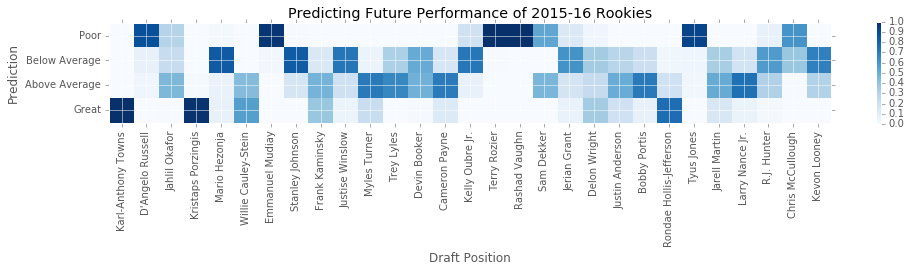 Predicting Future Performance of 2015-16 Rookies
Prediction
Poor
Below Average
Above Average
Great
1.0
0.9
0.8
0.7
0.6
0.5
0.4
0.3
0.2
0.1
0.0
Karl-Anthony Towns
D'Angelo Russell
Jahlil Okafor
Kristaps Porzingis
Mario Hezonja
Willie Cauley-Stein
Emmanuel Mudiay
Stanley Johnson
Frank Kaminsky
Justise Winslow
Myles Turner
Trey Lyles
Devin Booker
Cameron Payne
Kelly Oubre Jr.
Terry Rozier
Rashad Vaughn
Sam Dekker
Jerian Grant
Delon Wright
Justin Anderson
Bobby Portis
Rondae Hollis-Jefferson
Tyus Jones
Jarell Martin
Larry Nance Jr.
R.J. Hunter
Chris McCullough
Kevon Looney
Draft Position